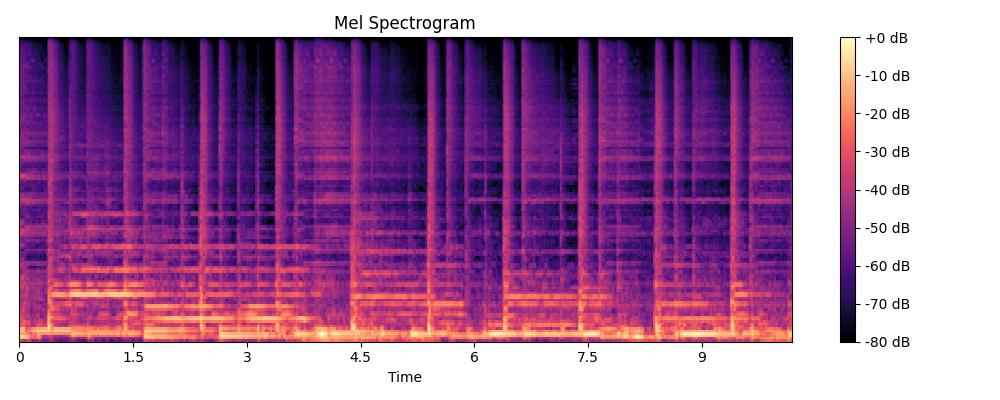 Mel Spectrogram
+0 dB
-10 dB
-20 dB
-30 dB
-40 dB
-50 dB
-60 dB
-70 dB
-80 dB
0 1.5 3 4.5 6 7.5 9
Time